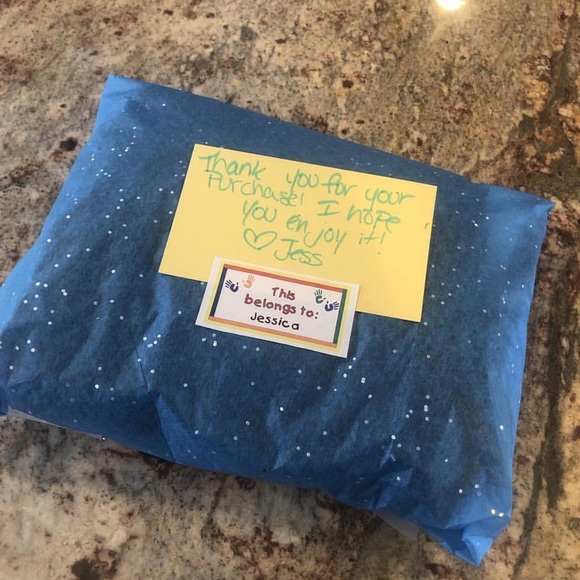 Thank you for your
Purchase! I hope
you enjoy it!
♡ Jess
This
belongs to:
Jessica